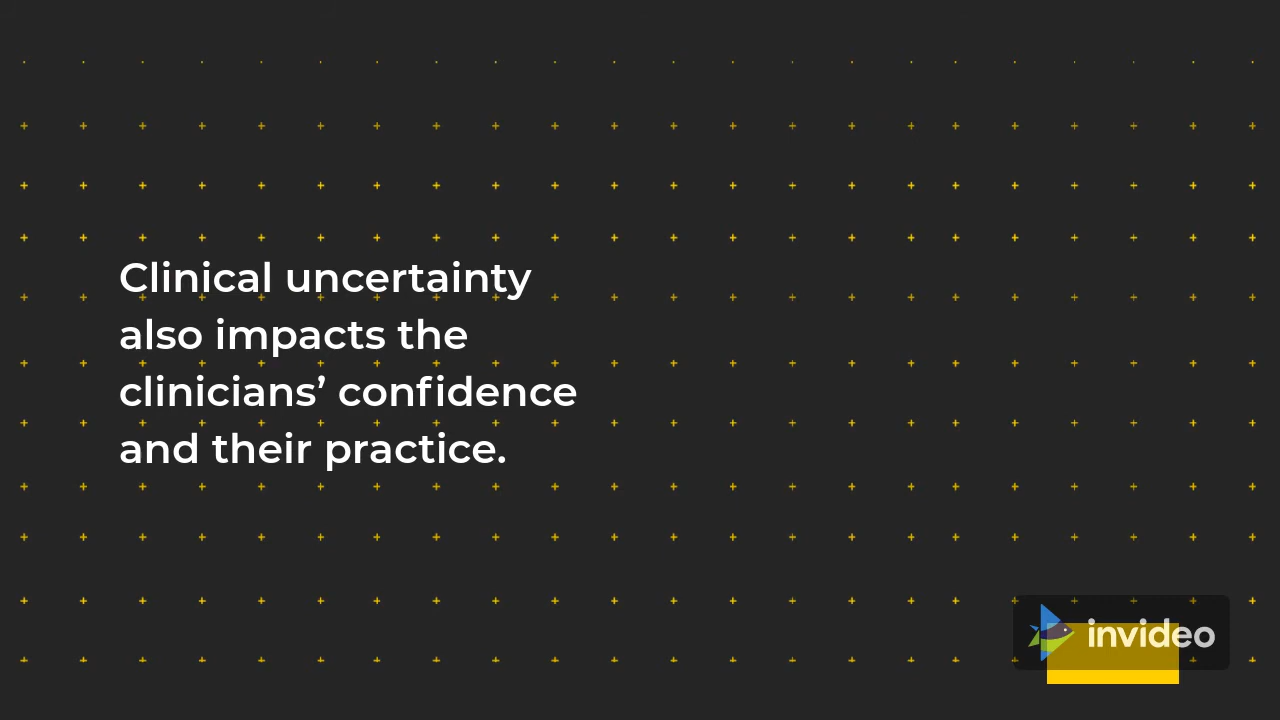 Clinical uncertainty
also impacts the
clinicians’ confidence
and their practice.
invideo